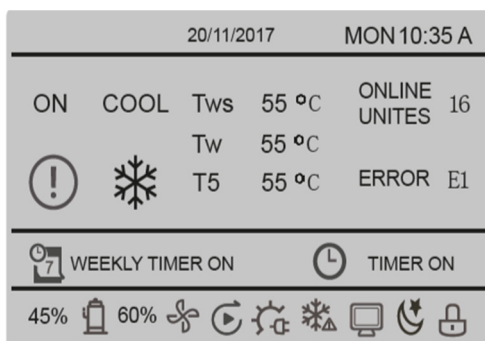 20/11/2017 MON 10:35 A
ON COOL Tws 55 °C ONLINE UNITES 16
Tw 55 °C
T5 55 °C ERROR E1
7 WEEKLY TIMER ON TIMER ON
45% 60%